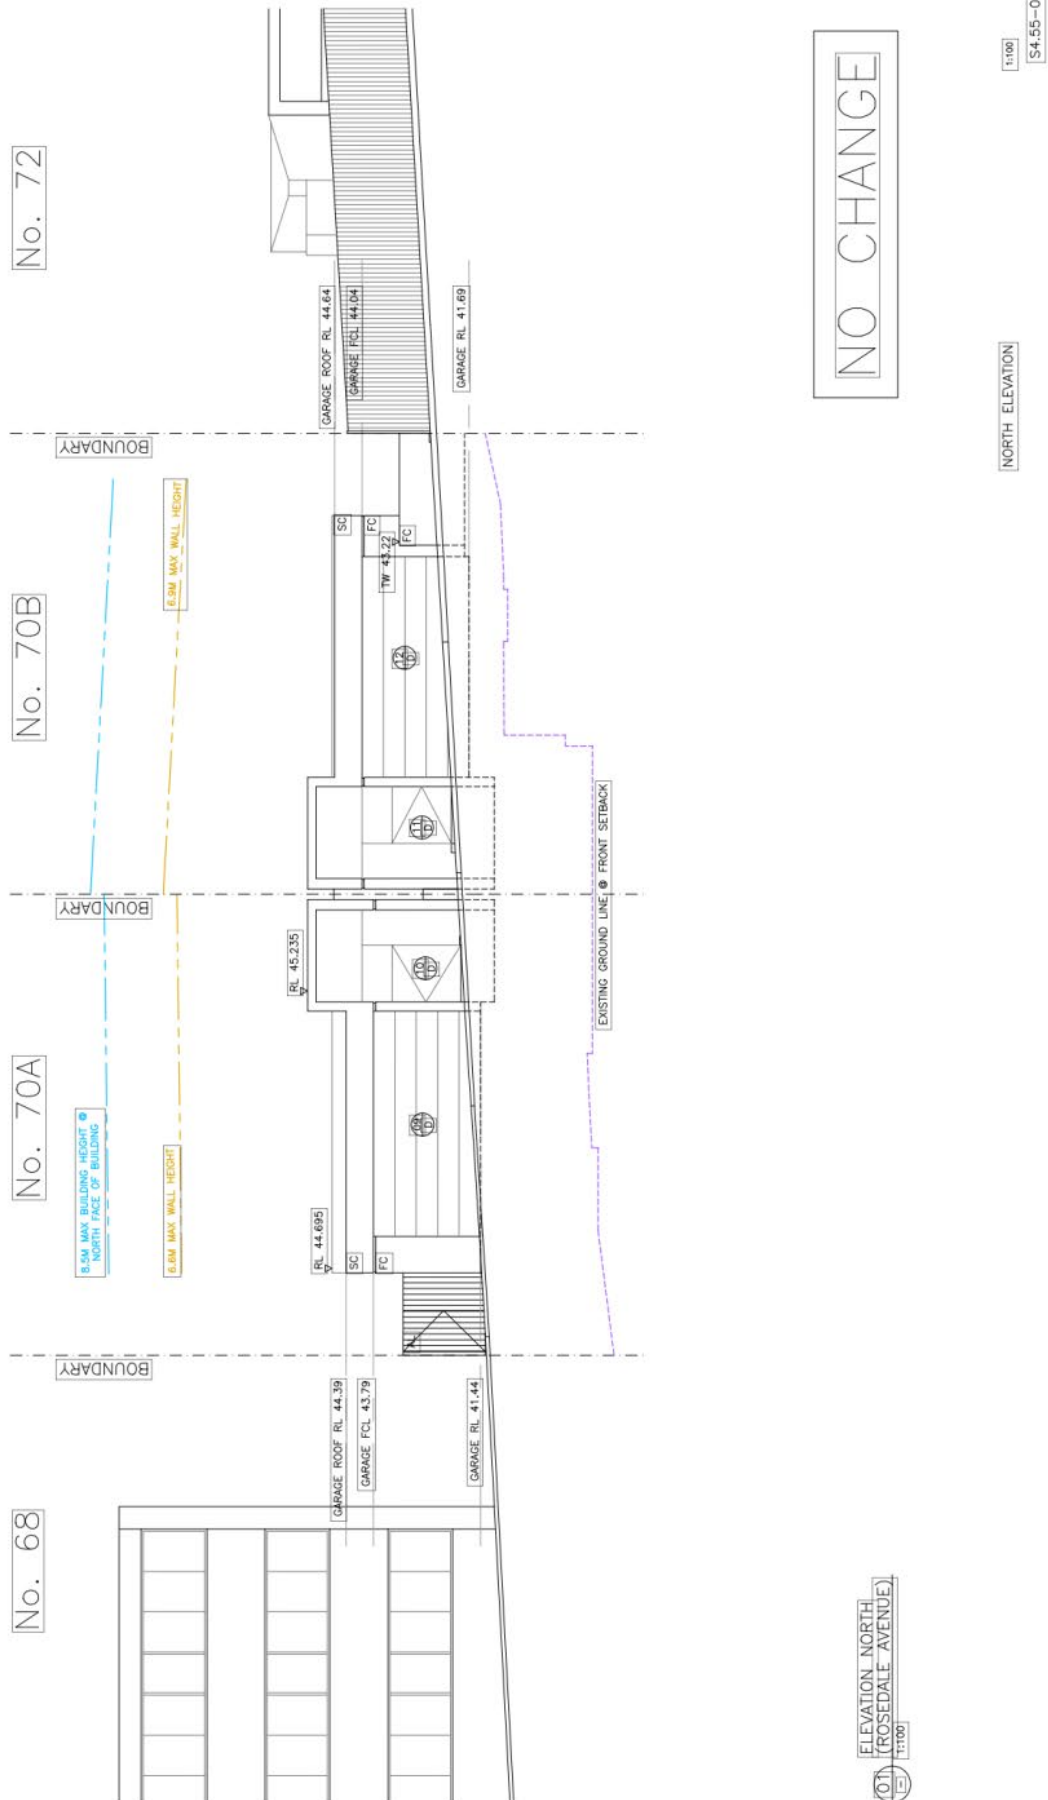 No. 68
No. 70A
No. 70B
No. 72
8.5M MAX BUILDING HEIGHT @
NORTH FACE OF BUILDING
6.6M MAX WALL HEIGHT
6.9M MAX WALL HEIGHT
BOUNDARY
BOUNDARY
BOUNDARY
RL 44.695
RL 45.235
GARAGE ROOF RL 44.39
GARAGE FCL 43.79
GARAGE RL 41.44
GARAGE ROOF RL 44.64
GARAGE FCL 44.04
GARAGE RL 41.69
SC
FC
SC
FC
FC
TW 43.22
09
D
10
D
11
D
12
D
EXISTING GROUND LINE @ FRONT SETBACK
01
ELEVATION NORTH
(ROSEDALE AVENUE)
1:100
NO CHANGE
NORTH ELEVATION
1:100